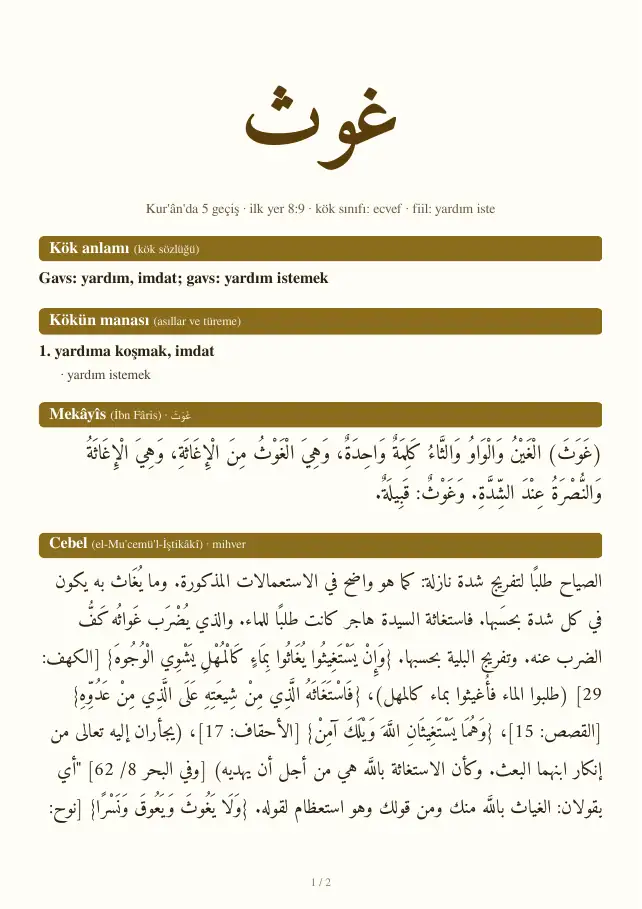 غوث
Kur'ân'da 5 geçiş · ilk yer 8:9 · kök sınıfı: ecvef · fiil: yardım iste
Kök anlamı (kök sözlüğü)
Gavs: yardım, imdat; gavs: yardım istemek
Kökün manası (asıllar ve türeme)
1. yardıma koşmak, imdat
· yardım istemek
Mekâyîs (İbn Fâris) · غَوَثَ
(غَوَثَ) الْغَيْنُ وَالْوَاوُ وَالثَّاءُ كَلِمَةٌ وَاحِدَةٌ، وَهِيَ الْغَوْثُ مِنَ الْإِغَاثَةِ، وَهِيَ الْإِغَاثَةُ
وَالنُّصْرَةُ عِنْدَ الشِّدَّةِ. وَغَوْثٌ: قَبِيلَةٌ.
Cebel (el-Mu'cemü'l-İştikâkî) · mihver
الصياح طلبًا لتفريج شدة نازلة: كما هو واضح في الاستعمالات المذكورة. وما يُغَاث به يكون
في كل شدة بحسَبها. فاستغاثة السيدة هاجر كانت طلبًا للماء. والذي يُضْرَب غَواثُه كَفُّ
الضرب عنه. وتفريج البلية بحسبها. {وَإِنْ يَسْتَغِيثُوا يُغَاثُوا بِمَاءٍ كَالْمُهْلِ يَشْوِي الْوُجُوهَ} [الكهف:
29] (طلبوا الماء فأُغيثوا بماء كالمهل)، {فَاسْتَغَاثَهُ الَّذِي مِنْ شِيعَتِهِ عَلَى الَّذِي مِنْ عَدُوِّهِ}
[القصص: 15]، {وَهُمَا يَسْتَغِيثَانِ اللَّهَ وَيْلَكَ آمِنْ} [الأحقاف: 17]، (يجأران إليه تعالى من
إنكار ابنهما البعث. وكأن الاستغاثة باللَّه هي من أجل أن يهديه) [وفي البحر 8/ 62] "أي
يقولان: الغياث باللَّه منك ومن قولك وهو استعظام لقوله. {وَلَا يَغُوثَ وَيَعُوقَ وَنَسْرًا} [نوح:
1 / 2